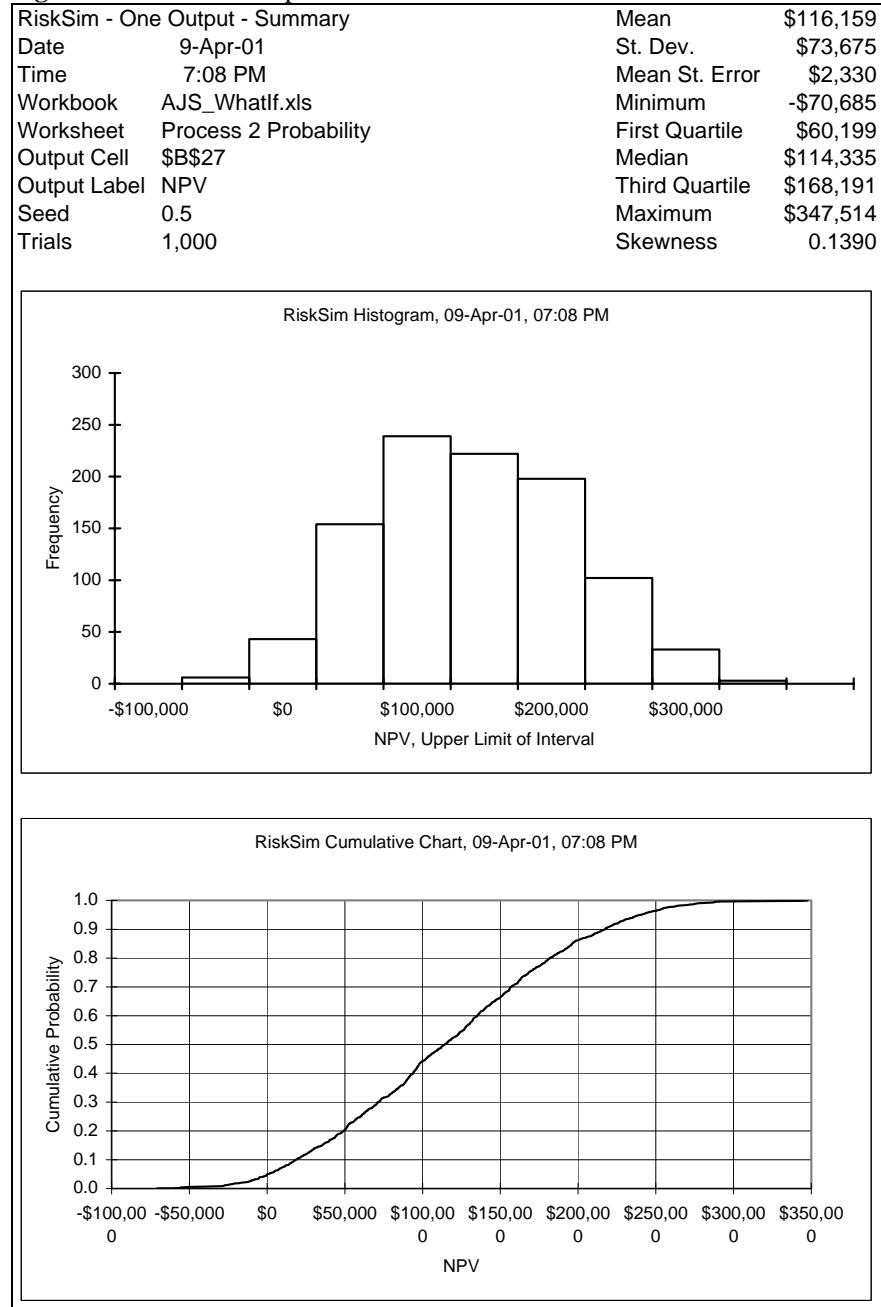 RiskSim - One Output - Summary Mean $116,159
Date 9-Apr-01 St. Dev. $73,675
Time 7:08 PM Mean St. Error $2,330
Workbook AJS_WhatIf.xls Minimum -$70,685
Worksheet Process 2 Probability First Quartile $60,199
Output Cell $B$27 Median $114,335
Output Label NPV Third Quartile $168,191
Seed 0.5 Maximum $347,514
Trials 1,000 Skewness 0.1390
RiskSim Histogram, 09-Apr-01, 07:08 PM
300
250
200
150
100
50
0
Frequency
-$100,000 $0 $100,000 $200,000 $300,000
NPV, Upper Limit of Interval
RiskSim Cumulative Chart, 09-Apr-01, 07:08 PM
1.0
0.9
0.8
0.7
0.6
0.5
0.4
0.3
0.2
0.1
0.0
Cumulative Probability
-$100,00 -$50,000 $0 $50,000 $100,00 $150,00 $200,00 $250,00 $300,00 $350,00
0 0 0 0 0 0 0
NPV